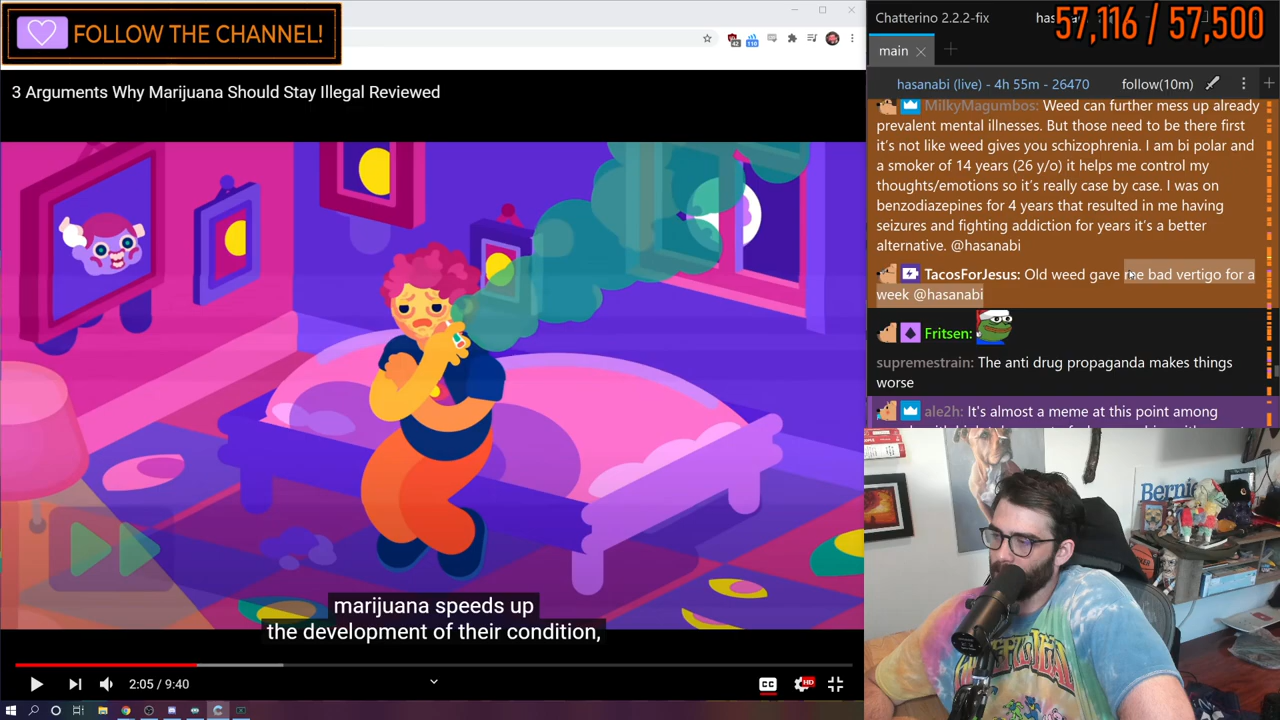 FOLLOW THE CHANNEL!
42
110
3 Arguments Why Marijuana Should Stay Illegal Reviewed
marijuana speeds up
the development of their condition,
2:05 / 9:40
CC
HD
Chatterino 2.2.2-fix
57,116 / 57,500
main
hasanabi (live) - 4h 55m - 26470
follow(10m)
MilkyMagumbos: Weed can further mess up already
prevalent mental illnesses. But those need to be there first
it's not like weed gives you schizophrenia. I am bi polar and
a smoker of 14 years (26 y/o) it helps me control my
thoughts/emotions so it's really case by case. I was on
benzodiazepines for 4 years that resulted in me having
seizures and fighting addiction for years it's a better
alternative. @hasanabi
TacosForJesus: Old weed gave me bad vertigo for a
week @hasanabi
Fritsen:
supremestrain: The anti drug propaganda makes things
worse
ale2h: It's almost a meme at this point among
Bernie